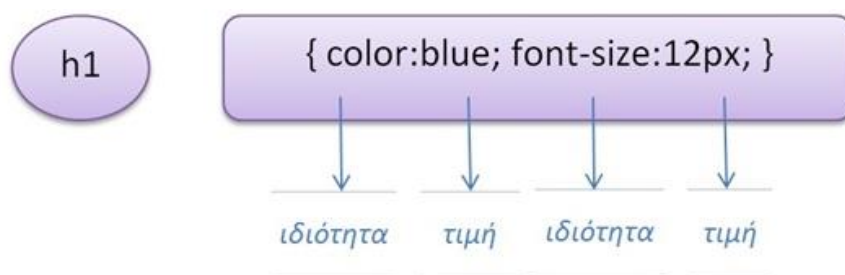 h1 { color:blue; font-size:12px; }
ιδιότητα τιμή ιδιότητα τιμή